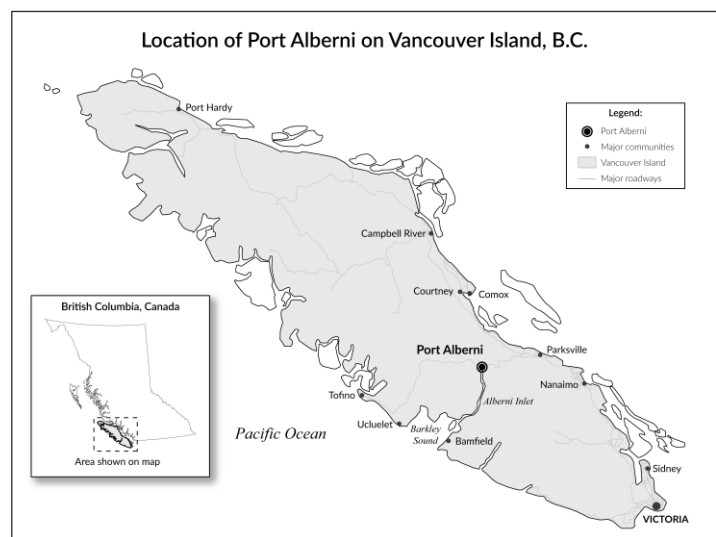 Location of Port Alberni on Vancouver Island, B.C.
Port Hardy
Legend:
Port Alberni
Major communities
Vancouver Island
Major roadways
Campbell River
Courtney
Comox
British Columbia, Canada
Port Alberni
Parksville
Nanaimo
Tofino
Alberni Inlet
Ucluelet
Barkley
Sound
Pacific Ocean
Bamfield
Area shown on map
Sidney
VICTORIA